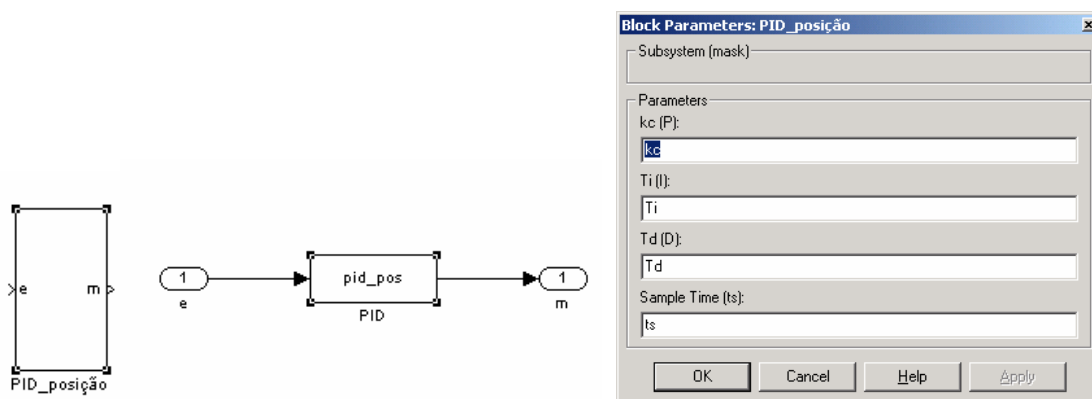 e
m
PID_posição
1
e
pid_pos
PID
1
m
Block Parameters: PID_posição
Subsystem (mask)
Parameters
kc (P):
kc
Ti (I):
Ti
Td (D):
Td
Sample Time (ts):
ts
OK Cancel Help Apply